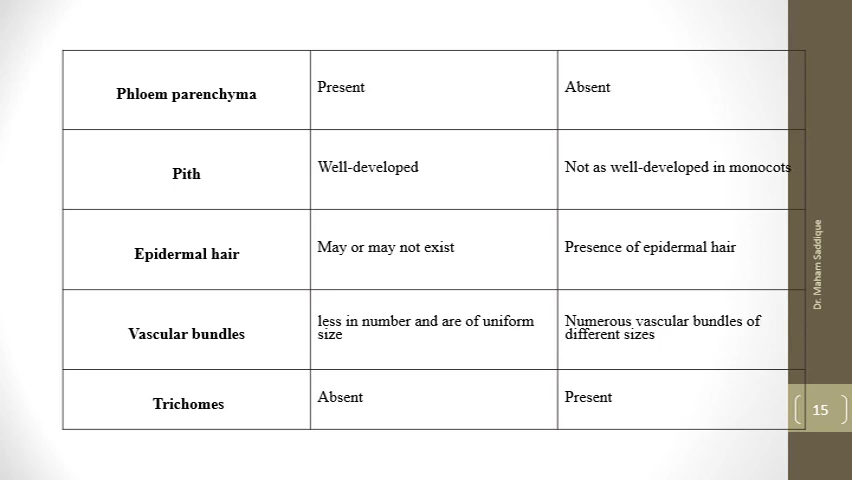 Phloem parenchyma
Present
Absent
Pith
Well-developed
Not as well-developed in monocots
Epidermal hair
May or may not exist
Presence of epidermal hair
Vascular bundles
less in number and are of uniform
size
Numerous vascular bundles of
different sizes
Trichomes
Absent
Present
Dr. Maham Saddique
15